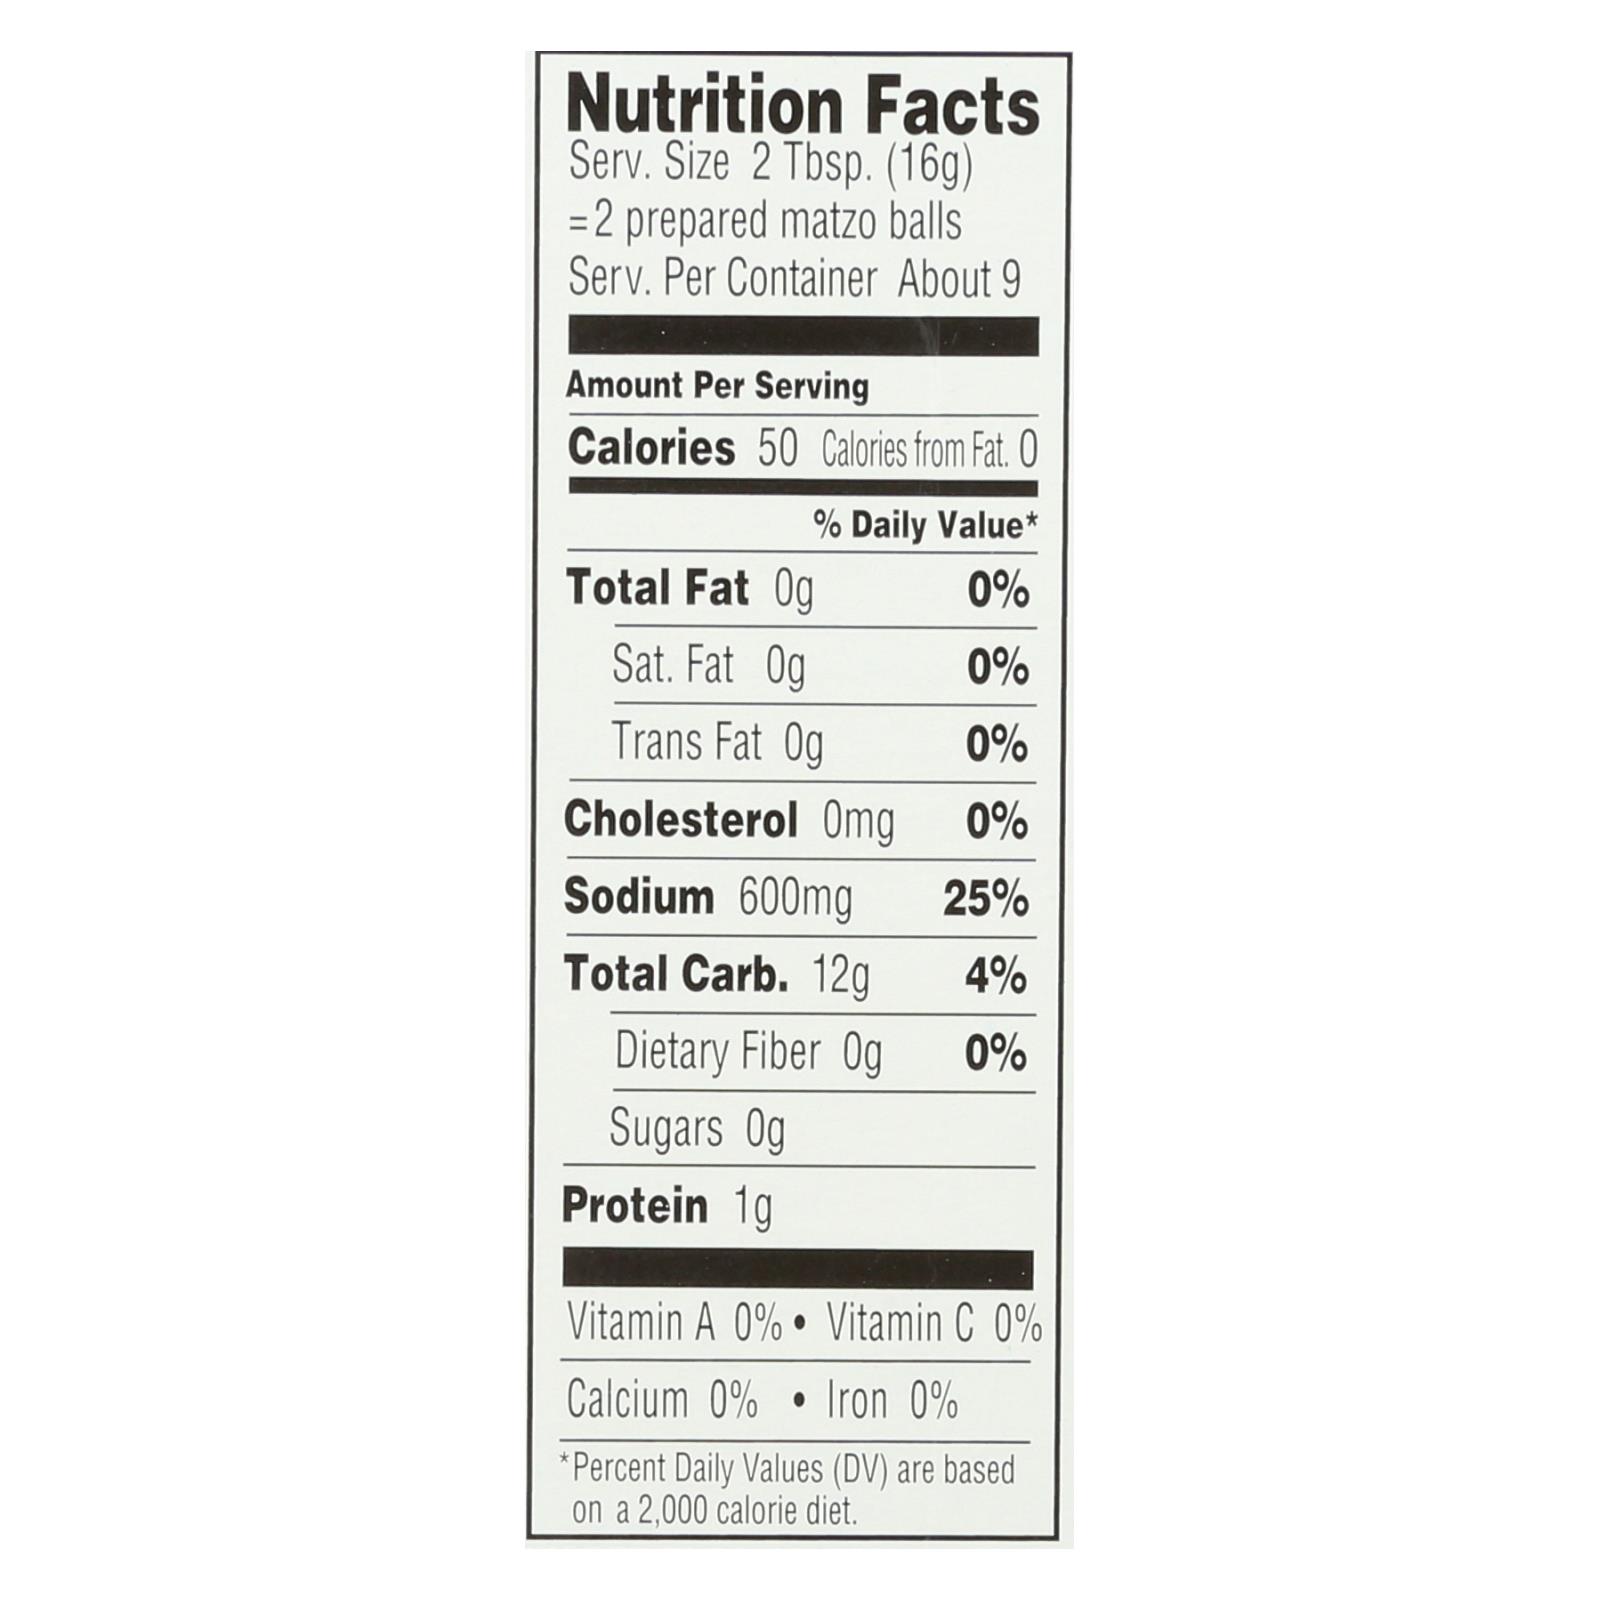 Nutrition Facts
Serv. Size 2 Tbsp. (16g)
=2 prepared matzo balls
Serv. Per Container About 9
Amount Per Serving
Calories 50 Calories from Fat. 0
% Daily Value*
Total Fat 0g 0%
Sat. Fat 0g 0%
Trans Fat 0g 0%
Cholesterol 0mg 0%
Sodium 600mg 25%
Total Carb. 12g 4%
Dietary Fiber 0g 0%
Sugars 0g
Protein 1g
Vitamin A 0% • Vitamin C 0%
Calcium 0% • Iron 0%
*Percent Daily Values (DV) are based
on a 2,000 calorie diet.